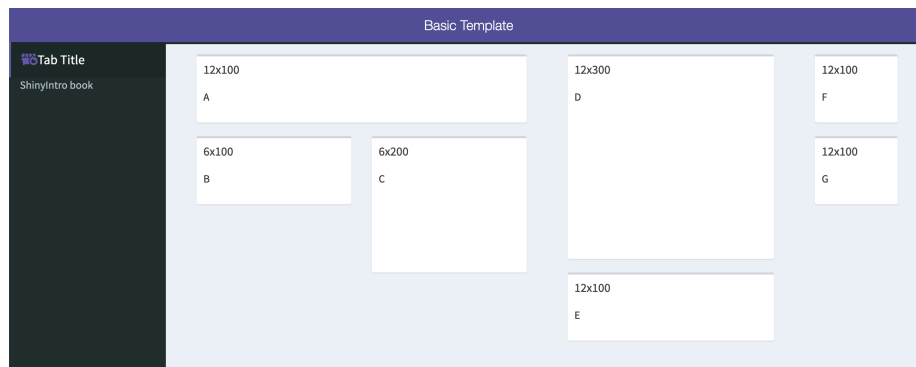 Basic Template
Tab Title
ShinyIntro book
12x100
A
6x100
B
6x200
C
12x300
D
12x100
E
12x100
F
12x100
G